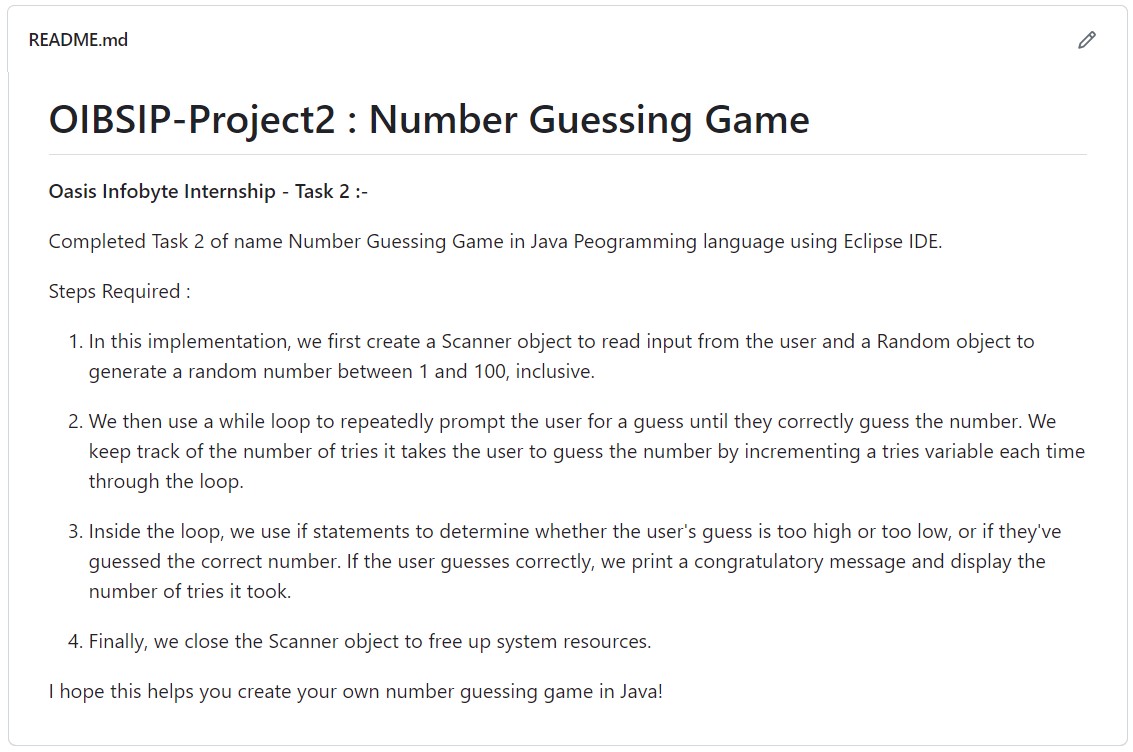 README.md
OIBSIP-Project2 : Number Guessing Game
Oasis Infobyte Internship - Task 2 :-
Completed Task 2 of name Number Guessing Game in Java Peogramming language using Eclipse IDE.
Steps Required :
1. In this implementation, we first create a Scanner object to read input from the user and a Random object to
generate a random number between 1 and 100, inclusive.
2. We then use a while loop to repeatedly prompt the user for a guess until they correctly guess the number. We
keep track of the number of tries it takes the user to guess the number by incrementing a tries variable each time
through the loop.
3. Inside the loop, we use if statements to determine whether the user's guess is too high or too low, or if they've
guessed the correct number. If the user guesses correctly, we print a congratulatory message and display the
number of tries it took.
4. Finally, we close the Scanner object to free up system resources.
I hope this helps you create your own number guessing game in Java!